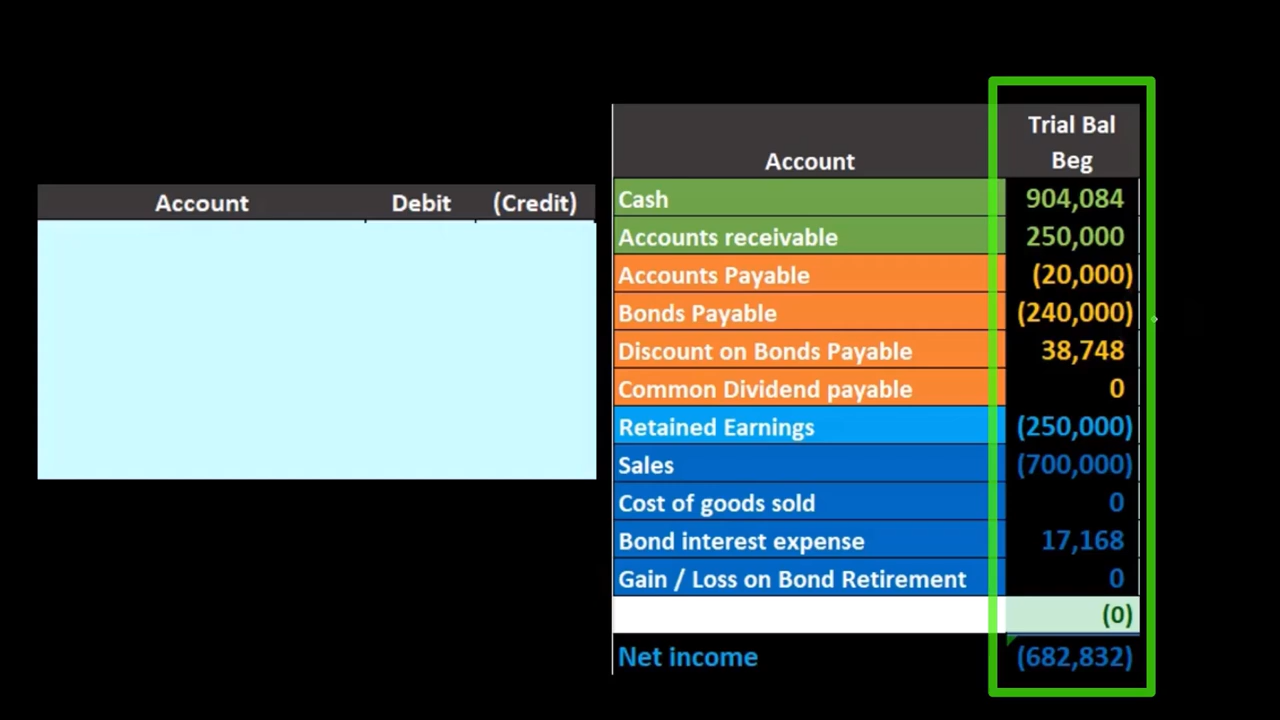 Account Debit (Credit)
Account Trial Bal Beg
Cash 904,084
Accounts receivable 250,000
Accounts Payable (20,000)
Bonds Payable (240,000)
Discount on Bonds Payable 38,748
Common Dividend payable 0
Retained Earnings (250,000)
Sales (700,000)
Cost of goods sold 0
Bond interest expense 17,168
Gain / Loss on Bond Retirement 0
(0)
Net income (682,832)